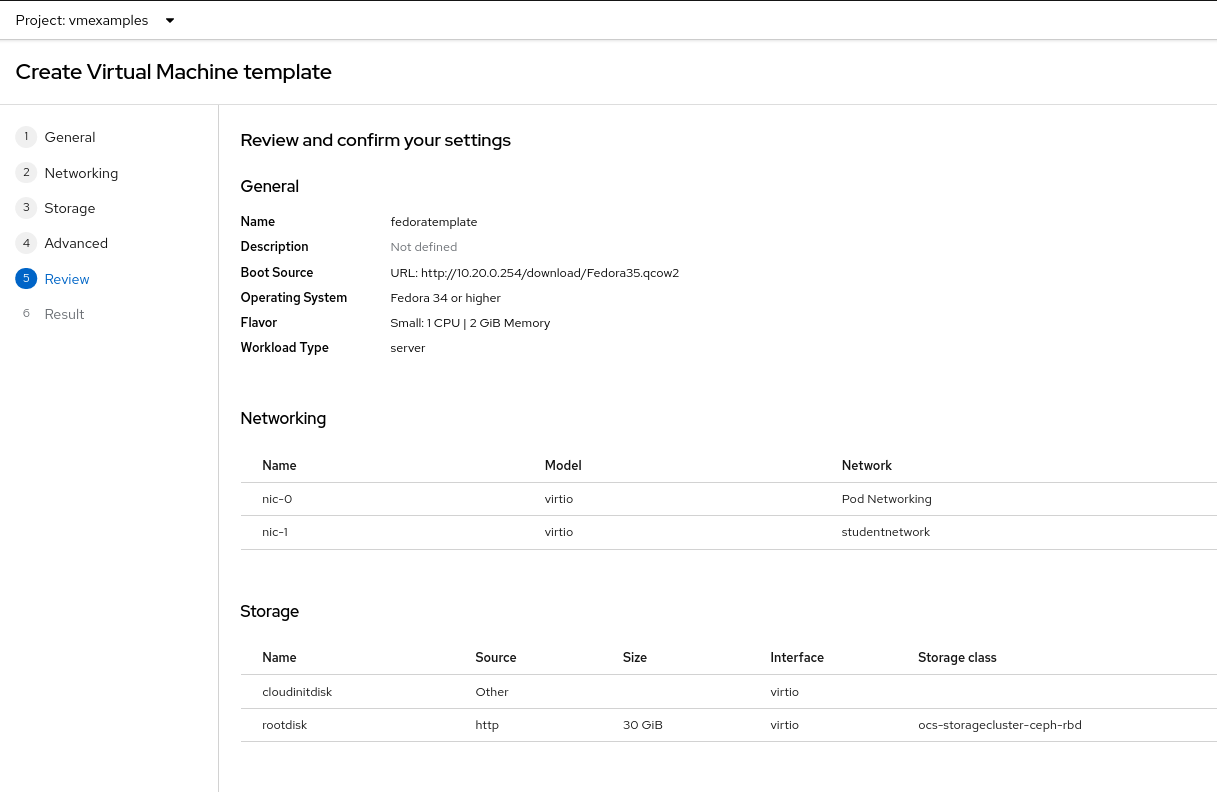 Project: vmexamples
Create Virtual Machine template
1 General
2 Networking
3 Storage
4 Advanced
5 Review
6 Result
Review and confirm your settings
General
Name fedoratemplate
Description Not defined
Boot Source URL: http://10.20.0.254/download/Fedora35.qcow2
Operating System Fedora 34 or higher
Flavor Small: 1 CPU | 2 GiB Memory
Workload Type server
Networking
Name Model Network
nic-0 virtio Pod Networking
nic-1 virtio studentnetwork
Storage
Name Source Size Interface Storage class
cloudinitdisk Other virtio
rootdisk http 30 GiB virtio ocs-storagecluster-ceph-rbd